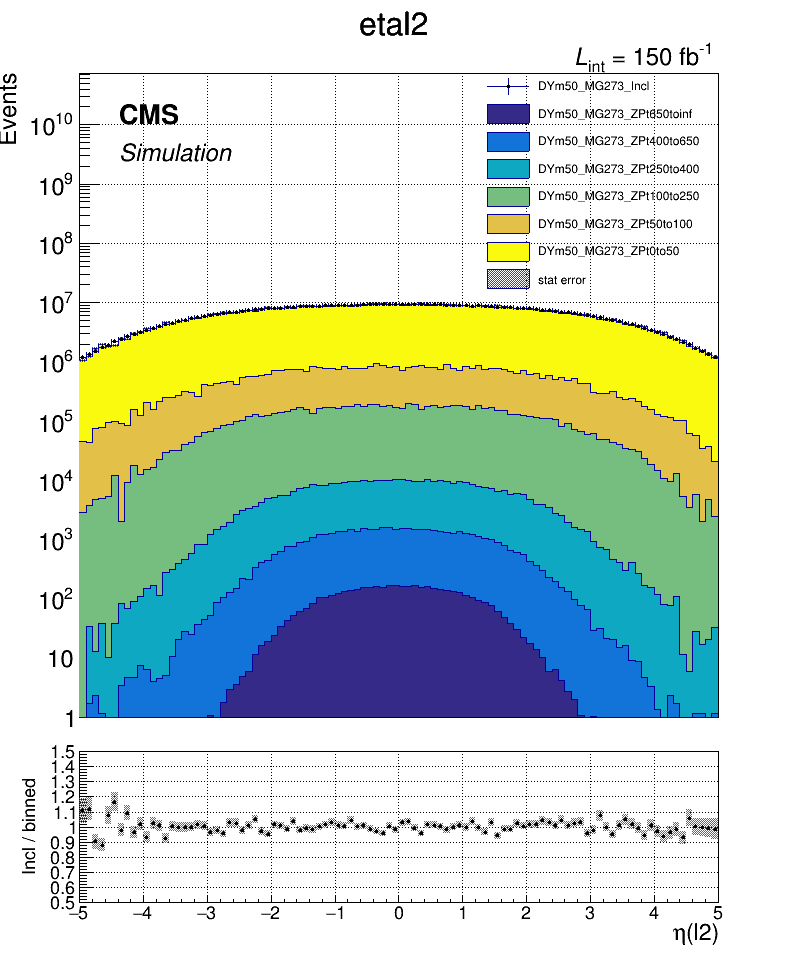 etal2
L_int = 150 fb^-1
Events
CMS
Simulation
DYm50_MG273_Incl
DYm50_MG273_ZPt650toinf
DYm50_MG273_ZPt400to650
DYm50_MG273_ZPt250to400
DYm50_MG273_ZPt100to250
DYm50_MG273_ZPt50to100
DYm50_MG273_ZPt0to50
stat error
10^10
10^9
10^8
10^7
10^6
10^5
10^4
10^3
10^2
10
1
Incl / binned
1.5
1.4
1.3
1.2
1.1
1
0.9
0.8
0.7
0.6
0.5
−5 −4 −3 −2 −1 0 1 2 3 4 5
η(l2)